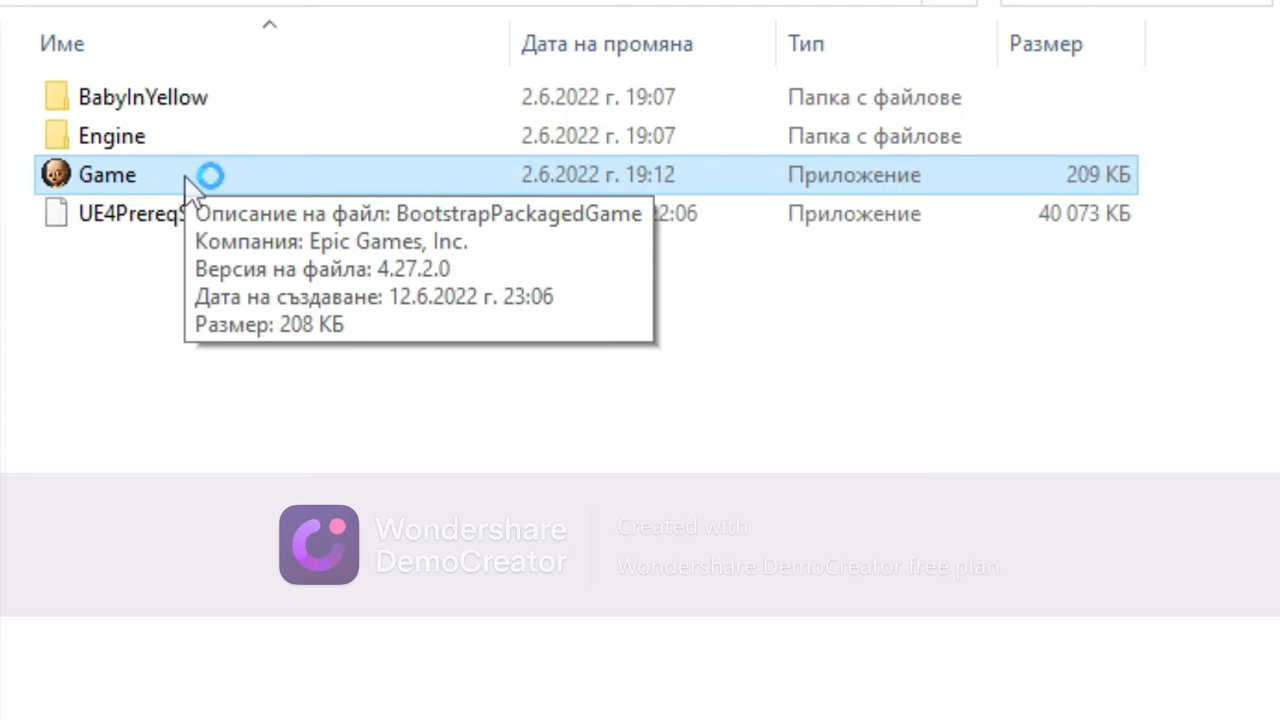 Име Дата на промяна Тип Размер
BabyInYellow 2.6.2022 г. 19:07 Папка с файлове
Engine 2.6.2022 г. 19:07 Папка с файлове
Game 2.6.2022 г. 19:12 Приложение 209 КБ
UE4Prereq 22:06 Приложение 40 073 КБ
Описание на файл: BootstrapPackagedGame
Компания: Epic Games, Inc.
Версия на файла: 4.27.2.0
Дата на създаване: 12.6.2022 г. 23:06
Размер: 208 КБ
Wondershare
DemoCreator
Created with
Wondershare DemoCreator free plan